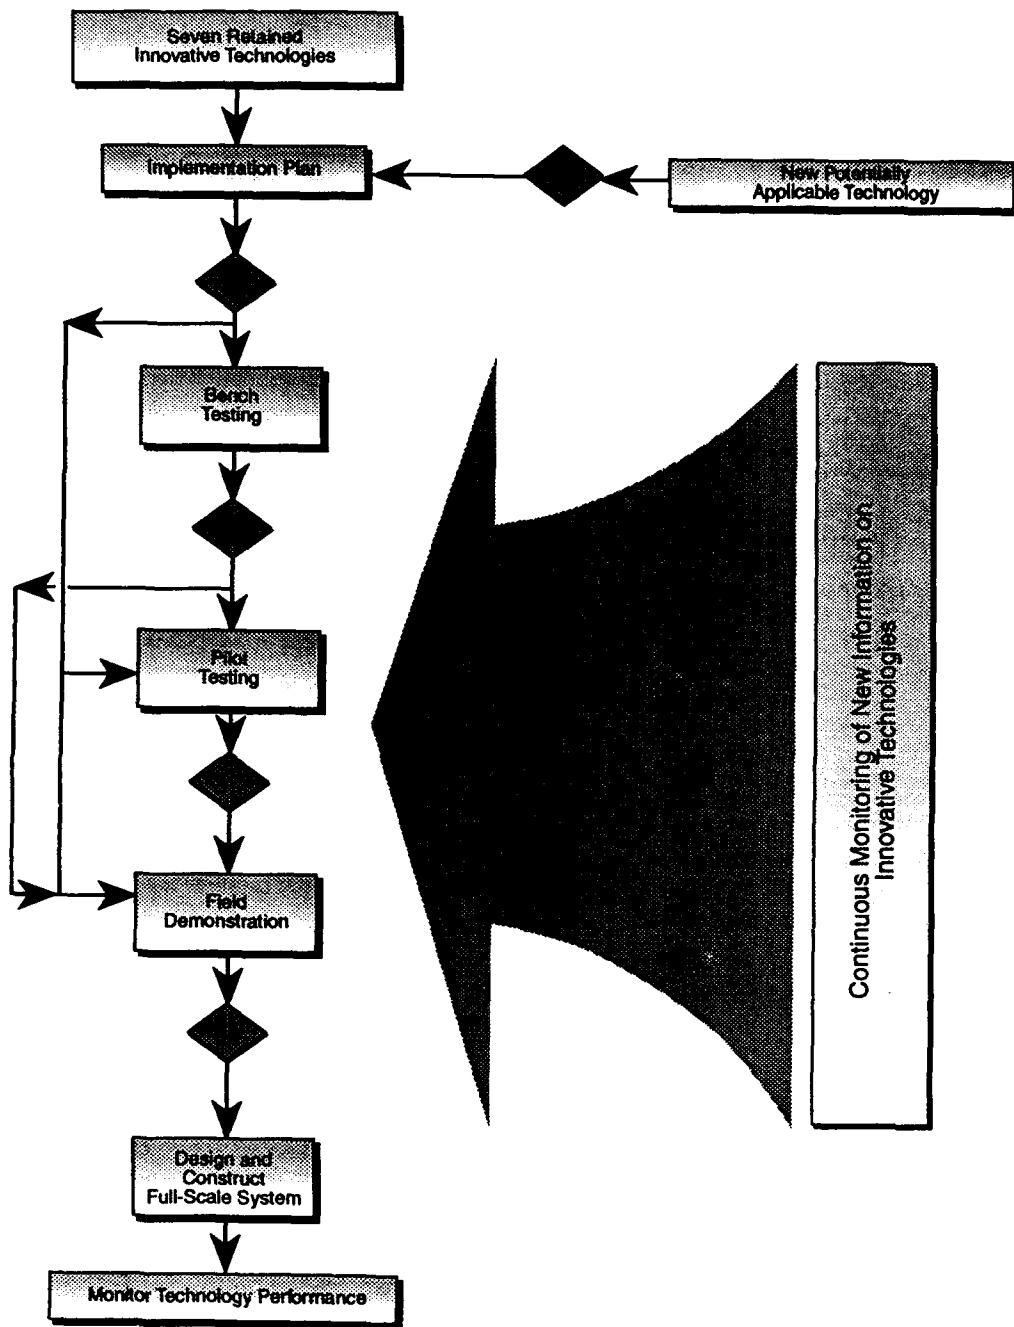 Seven Retained
Innovative Technologies
Implementation Plan
New Potentially
Applicable Technology
Bench
Testing
Pilot
Testing
Field
Demonstration
Design and
Construct
Full-Scale System
Monitor Technology Performance
Continuous Monitoring of New Information on
Innovative Technologies